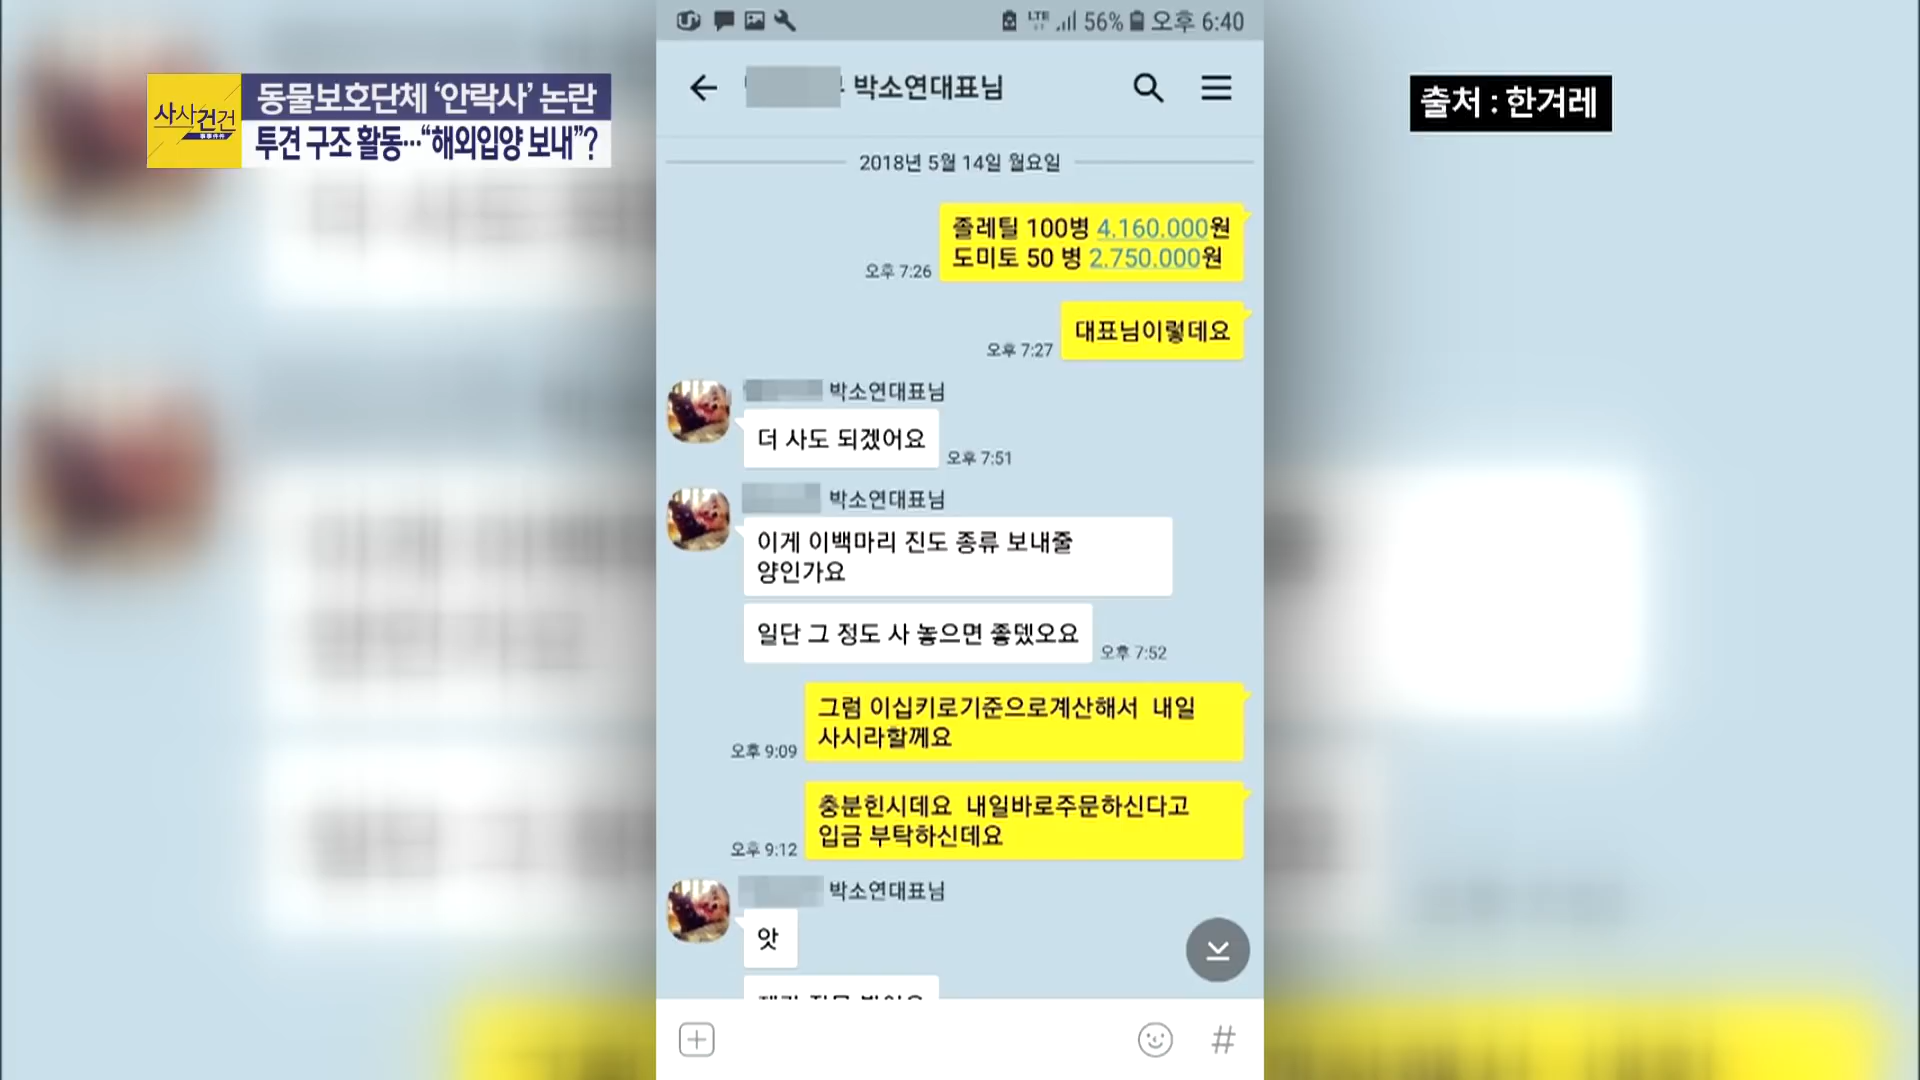 사사건건
事事件件
동물보호단체 ‘안락사’ 논란
투견 구조 활동…“해외입양 보내”?
출처 : 한겨레
LTE 56% 오후 6:40
박소연대표님
2018년 5월 14일 월요일
졸레틸 100병 4.160.000원
도미토 50 병 2.750.000원
오후 7:26
대표님이렇데요
오후 7:27
박소연대표님
더 사도 되겠어요
오후 7:51
박소연대표님
이게 이백마리 진도 종류 보내줄
양인가요
일단 그 정도 사 놓으면 좋뎄오요
오후 7:52
그럼 이십키로기준으로계산해서 내일
사시라할께요
오후 9:09
충분힌시데요 내일바로주문하신다고
입금 부탁하신데요
오후 9:12
박소연대표님
앗
#